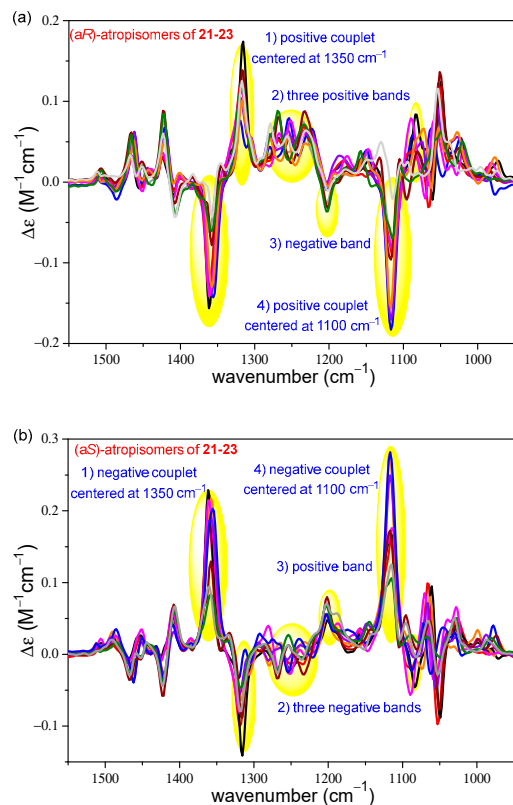 (a)
(aR)-atropisomers of 21-23
1) positive couplet
centered at 1350 cm⁻¹
2) three positive bands
3) negative band
4) positive couplet
centered at 1100 cm⁻¹
0.2
0.1
0.0
−0.1
−0.2
Δε (M⁻¹cm⁻¹)
1500 1400 1300 1200 1100 1000
wavenumber (cm⁻¹)
(b)
(aS)-atropisomers of 21-23
1) negative couplet
centered at 1350 cm⁻¹
4) negative couplet
centered at 1100 cm⁻¹
3) positive band
2) three negative bands
0.3
0.2
0.1
0.0
−0.1
Δε (M⁻¹cm⁻¹)
1500 1400 1300 1200 1100 1000
wavenumber (cm⁻¹)